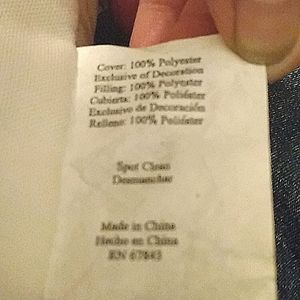 Cover: 100% Polyester
Exclusive of Decoration
Filling: 100% Polyester
Cubierta: 100% Poliéster
Exclusivo de Decoración
Relleno: 100% Poliéster
Spot Clean
Desmanchar
Made in China
Hecho en China
RN 67843